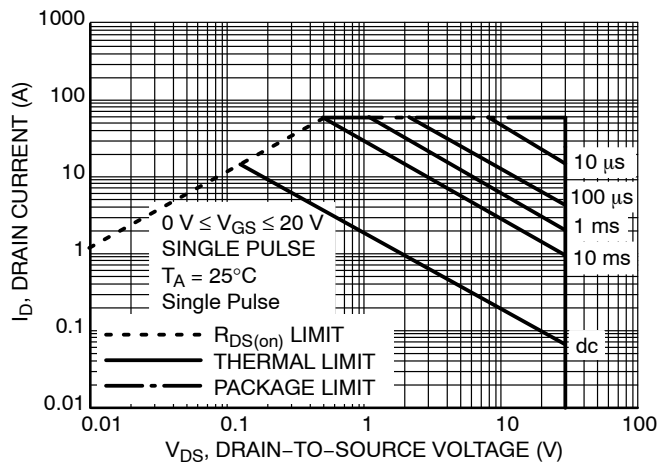 1000
100
10
1
0.1
0.01
I_D, DRAIN CURRENT (A)
0 V ≤ V_GS ≤ 20 V
SINGLE PULSE
T_A = 25°C
Single Pulse
R_DS(on) LIMIT
THERMAL LIMIT
PACKAGE LIMIT
10 µs
100 µs
1 ms
10 ms
dc
0.01 0.1 1 10 100
V_DS, DRAIN−TO−SOURCE VOLTAGE (V)